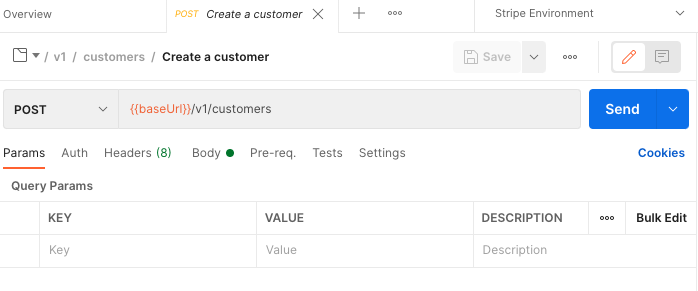 Overview POST Create a customer Stripe Environment
/ v1 / customers / Create a customer Save
POST {{baseUrl}}/v1/customers Send
Params Auth Headers (8) Body Pre-req. Tests Settings Cookies
Query Params
KEY VALUE DESCRIPTION Bulk Edit
Key Value Description